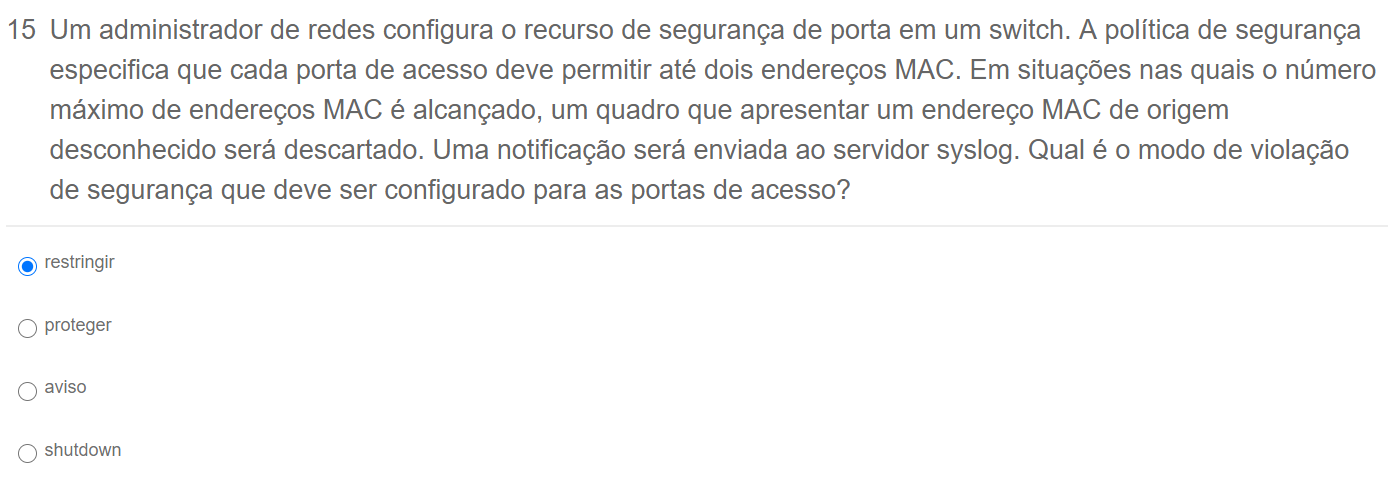 15 Um administrador de redes configura o recurso de segurança de porta em um switch. A política de segurança
especifica que cada porta de acesso deve permitir até dois endereços MAC. Em situações nas quais o número
máximo de endereços MAC é alcançado, um quadro que apresentar um endereço MAC de origem
desconhecido será descartado. Uma notificação será enviada ao servidor syslog. Qual é o modo de violação
de segurança que deve ser configurado para as portas de acesso?
restringir
proteger
aviso
shutdown